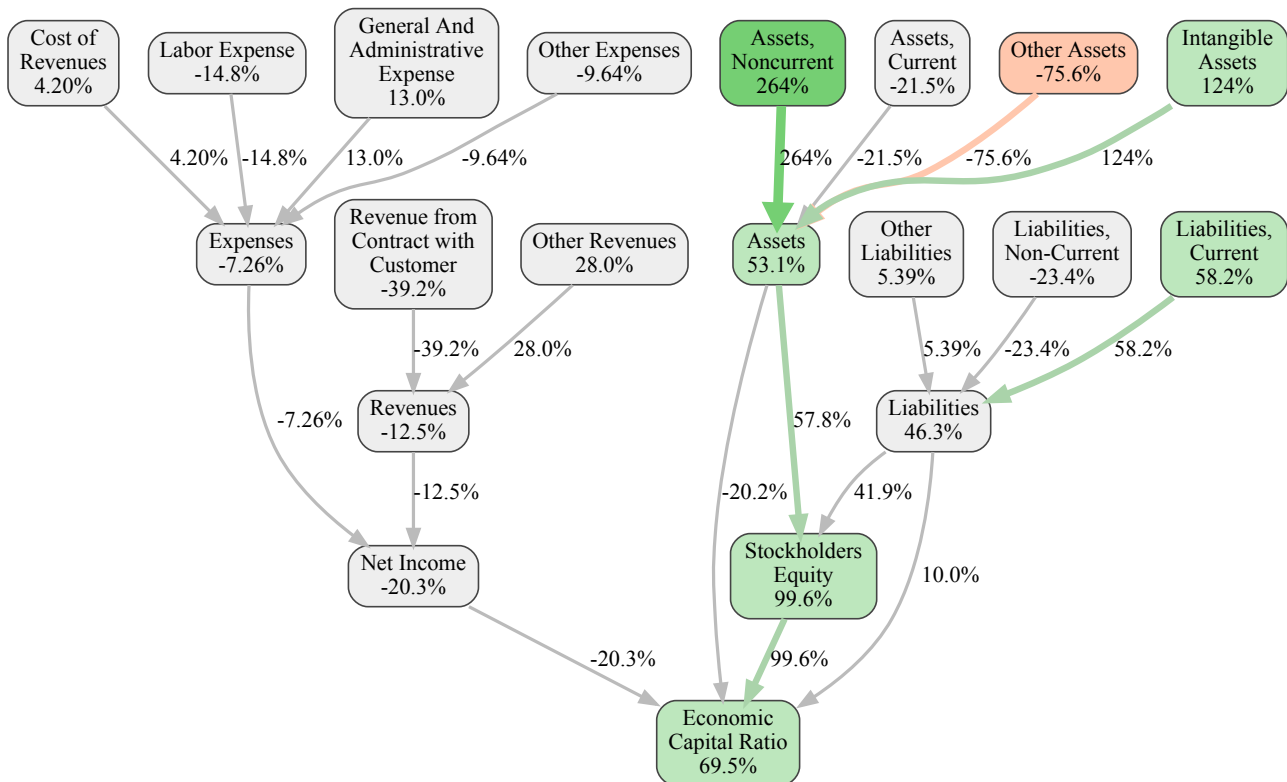 Cost of
Revenues
4.20%
Labor Expense
-14.8%
General And
Administrative
Expense
13.0%
Other Expenses
-9.64%
Assets,
Noncurrent
264%
Assets,
Current
-21.5%
Other Assets
-75.6%
Intangible
Assets
124%
4.20%
-14.8%
13.0%
-9.64%
264%
-21.5%
-75.6%
124%
Expenses
-7.26%
Revenue from
Contract with
Customer
-39.2%
Other Revenues
28.0%
Assets
53.1%
Other
Liabilities
5.39%
Liabilities,
Non-Current
-23.4%
Liabilities,
Current
58.2%
-39.2%
28.0%
5.39%
-23.4%
58.2%
-7.26%
Revenues
-12.5%
57.8%
Liabilities
46.3%
-12.5%
-20.2%
41.9%
Net Income
-20.3%
Stockholders
Equity
99.6%
10.0%
-20.3%
99.6%
Economic
Capital Ratio
69.5%